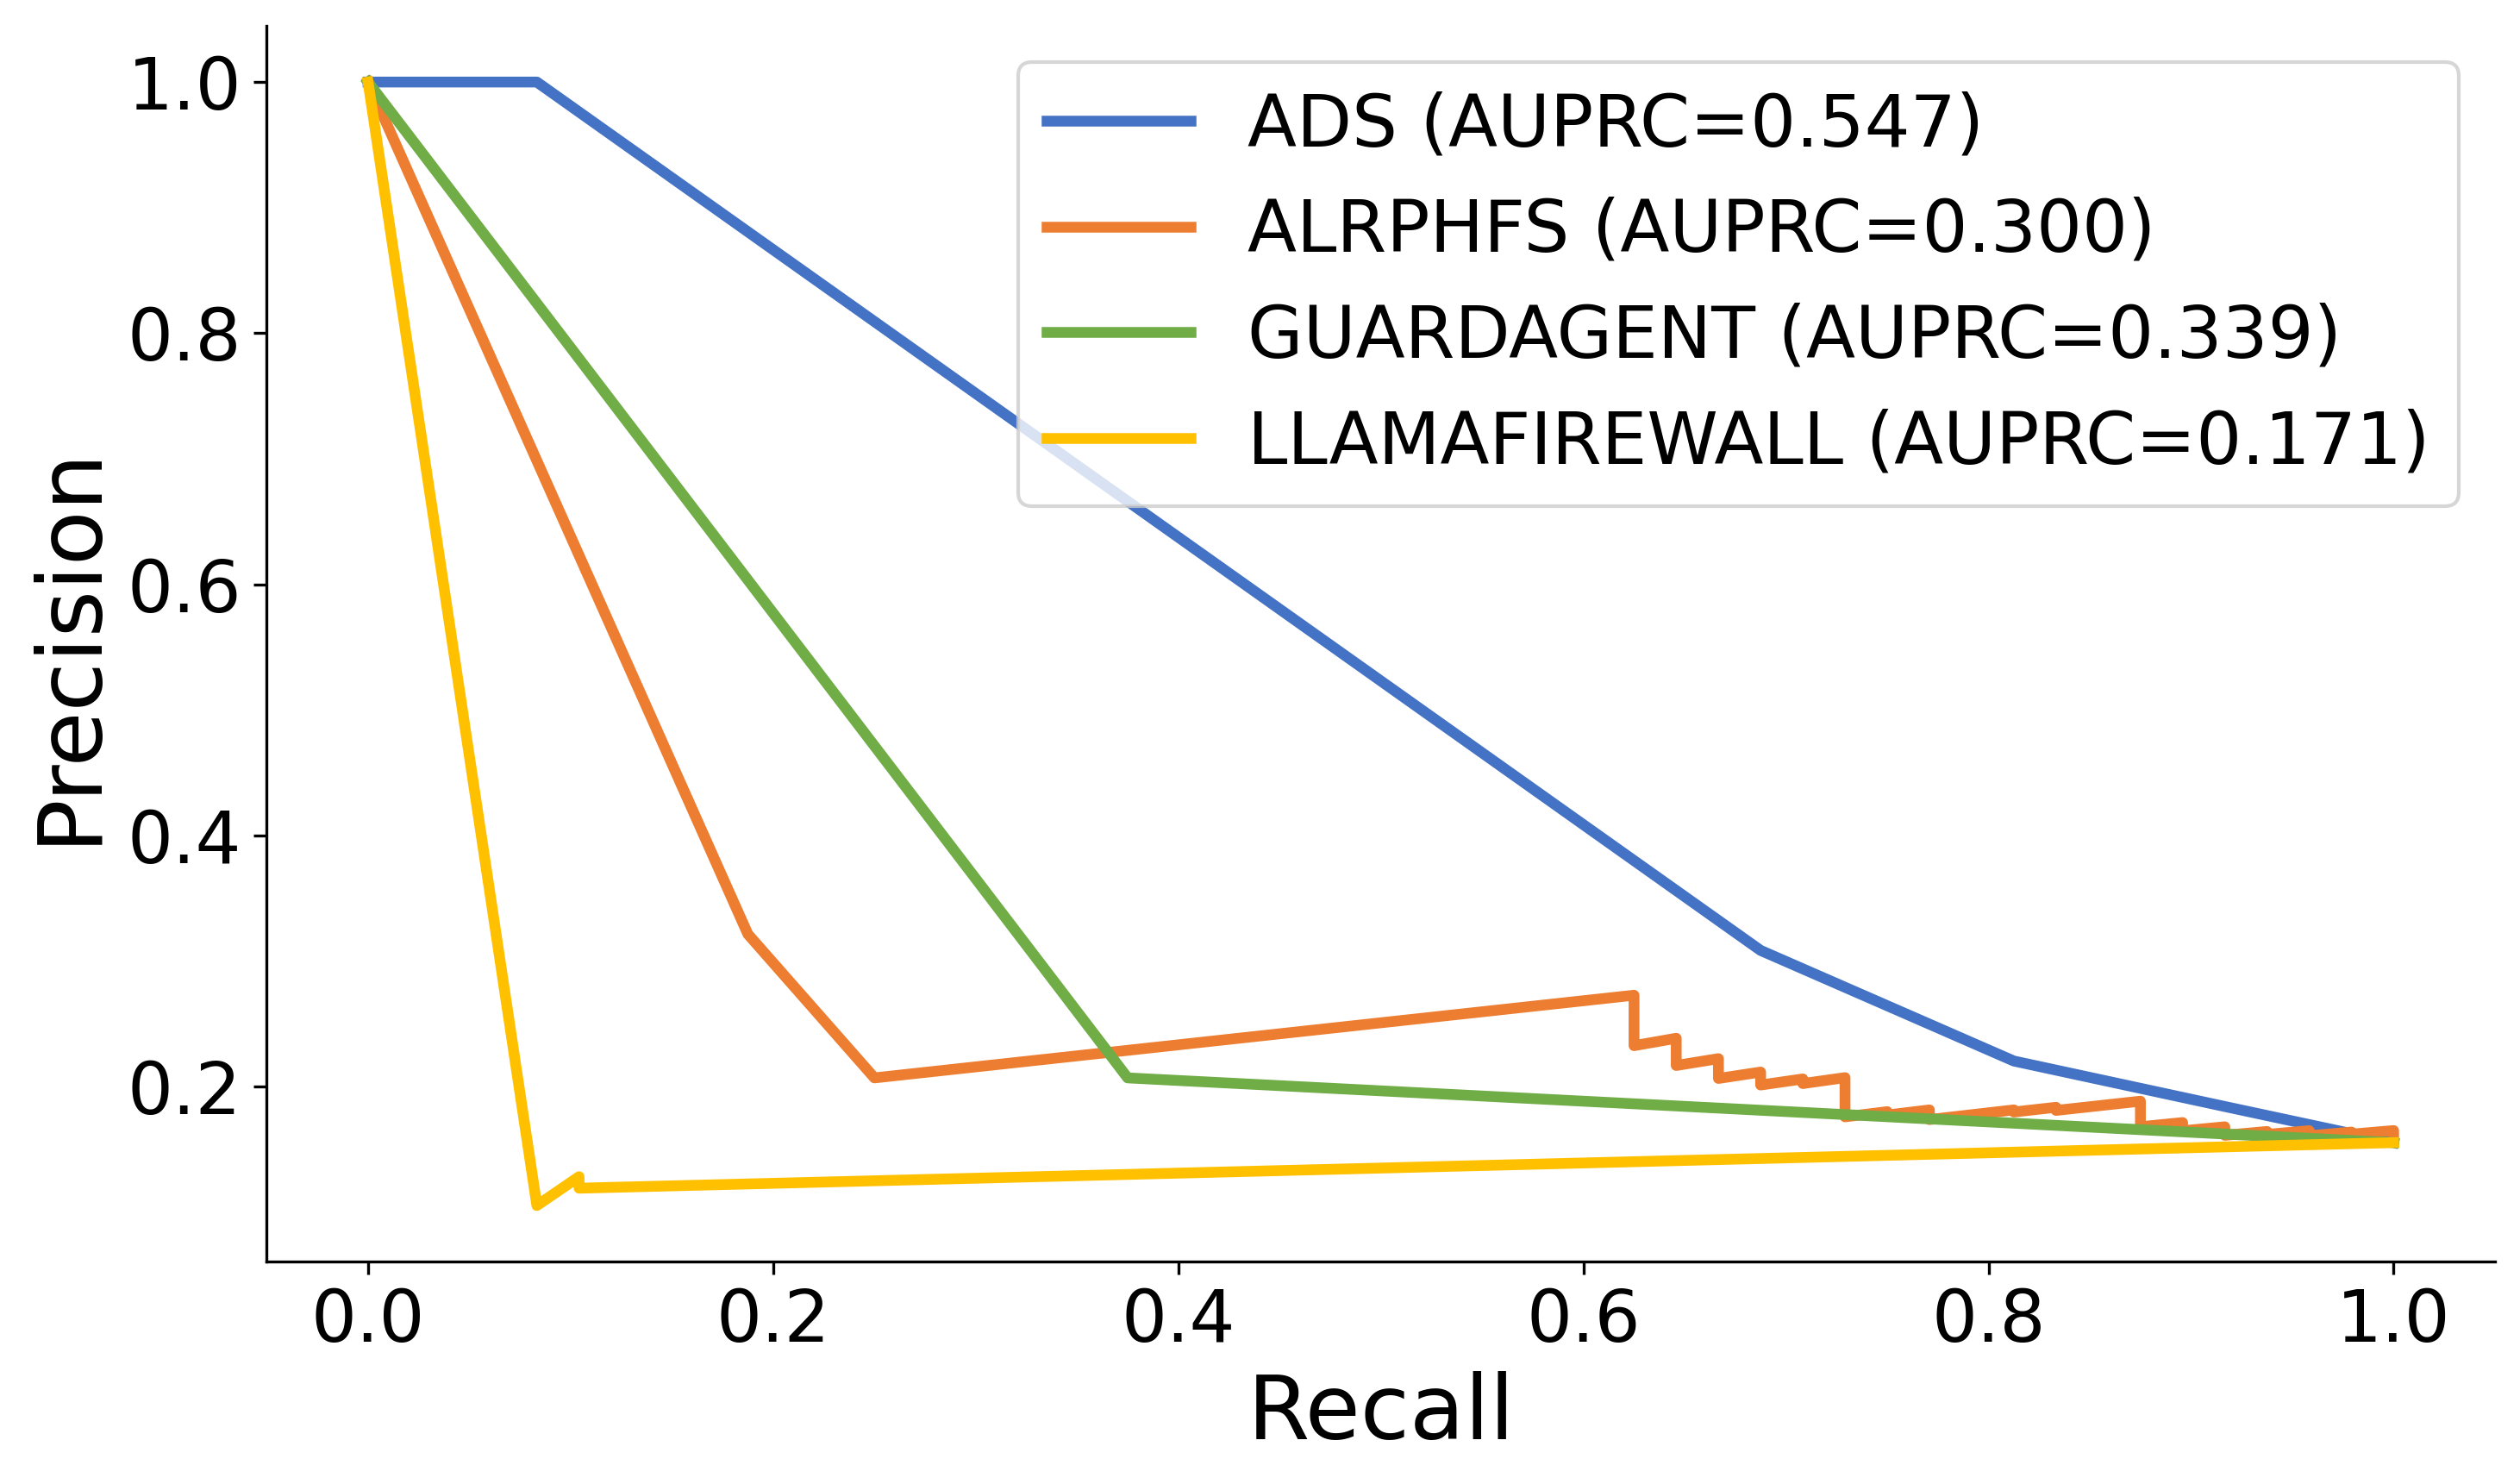 ADS (AUPRC=0.547)
ALRPHFS (AUPRC=0.300)
GUARDAGENT (AUPRC=0.339)
LLAMAFIREWALL (AUPRC=0.171)
Precision
1.0
0.8
0.6
0.4
0.2
0.0 0.2 0.4 0.6 0.8 1.0
Recall